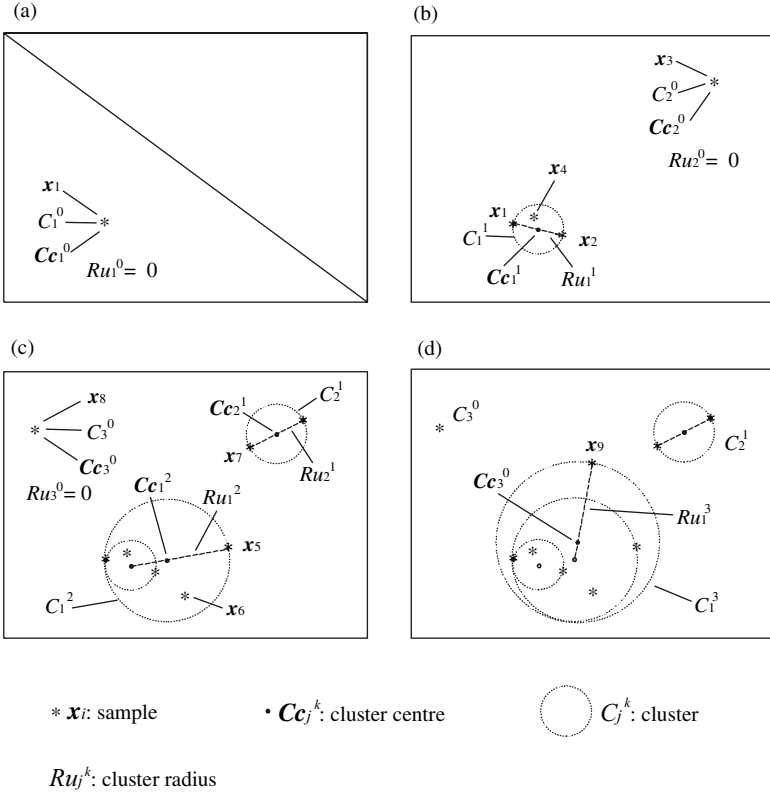 (a)
x1
C1^0
Cc1^0
Ru1^0 = 0
(b)
x3
C2^0
Cc2^0
Ru2^0 = 0
x4
x1
x2
C1^1
Cc1^1
Ru1^1
(c)
x8
C3^0
Cc3^0
Ru3^0 = 0
Cc2^1
C2^1
x7
Ru2^1
Cc1^2
Ru1^2
x5
C1^2
x6
(d)
C3^0
x9
C2^1
Cc3^0
Ru1^3
C1^3
* xi: sample
• Ccj^k: cluster centre
Cj^k: cluster
Ruj^k: cluster radius